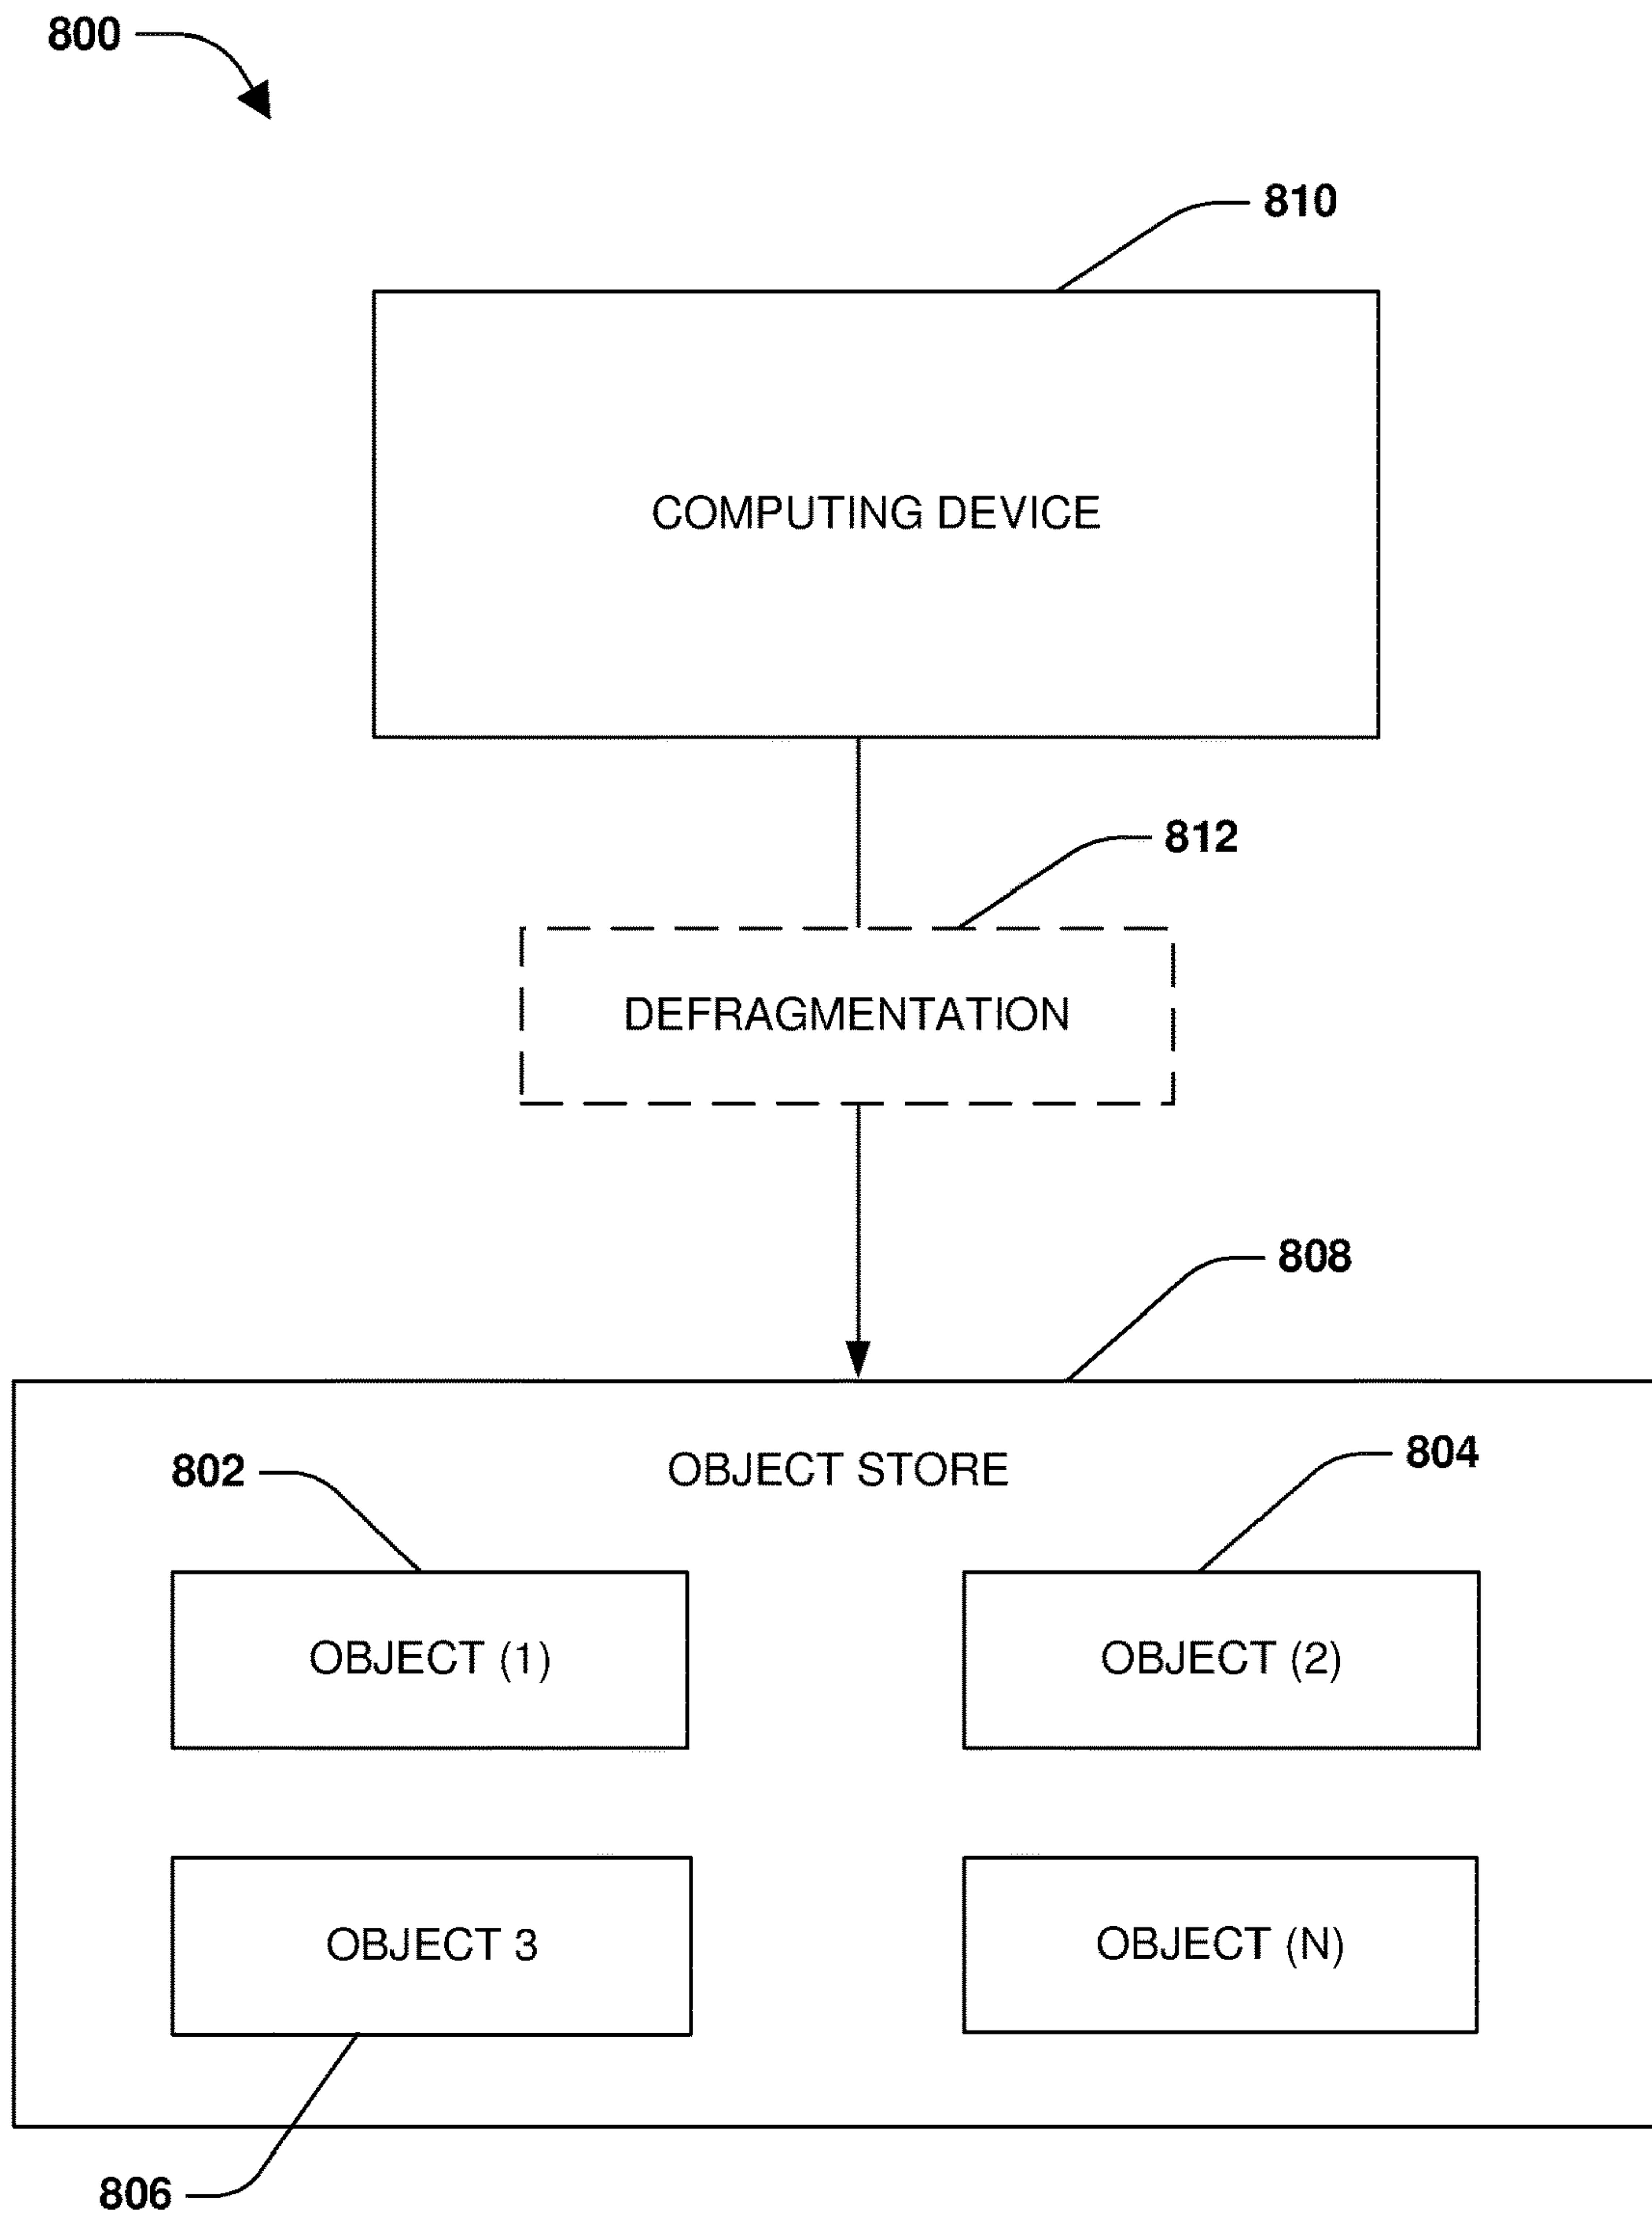 800
810
COMPUTING DEVICE
812
DEFRAGMENTATION
808
802
OBJECT STORE
804
OBJECT (1)
OBJECT (2)
OBJECT 3
OBJECT (N)
806